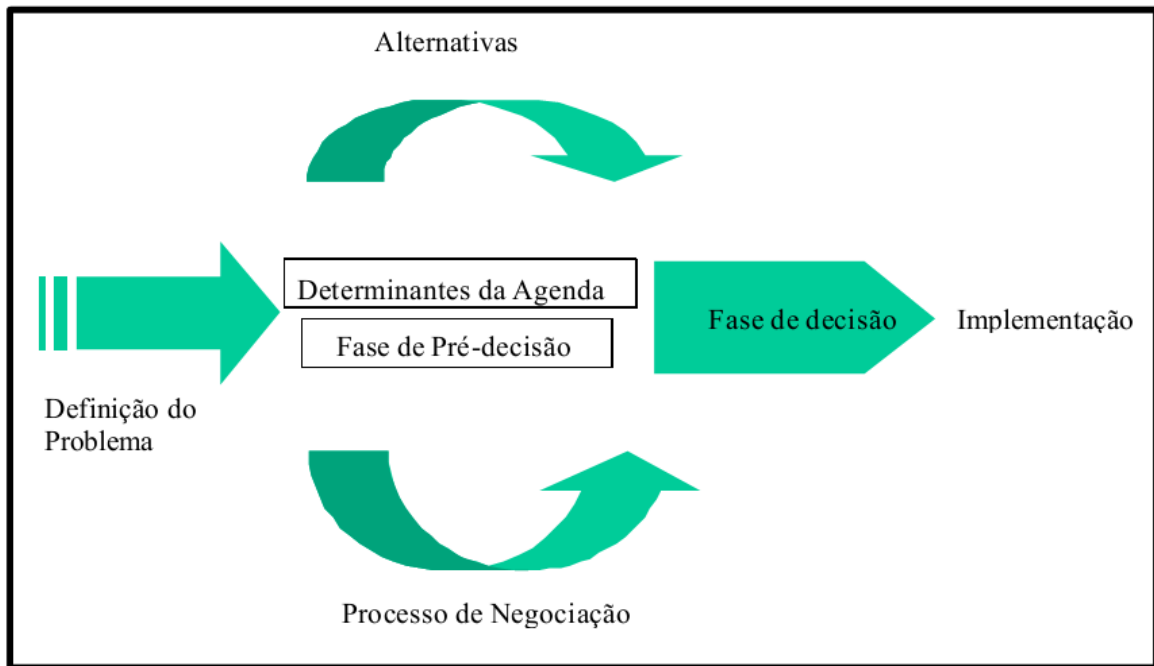 Alternativas
Determinantes da Agenda
Fase de Pré-decisão
Fase de decisão
Implementação
Definição do
Problema
Processo de Negociação